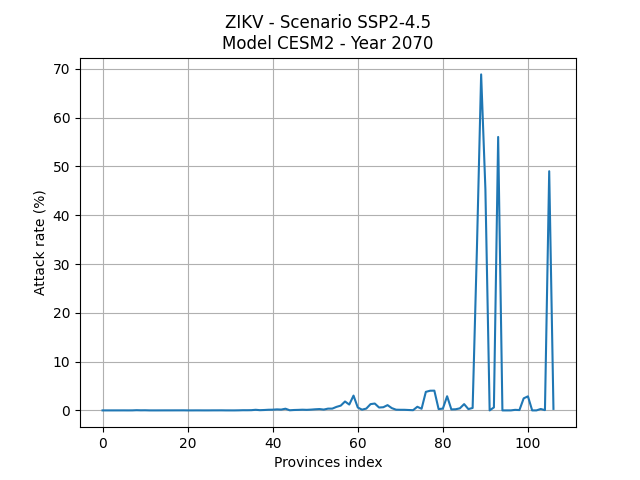 ZIKV - Scenario SSP2-4.5
Model CESM2 - Year 2070
70
60
50
40
30
20
10
0
Attack rate (%)
0 20 40 60 80 100
Provinces index